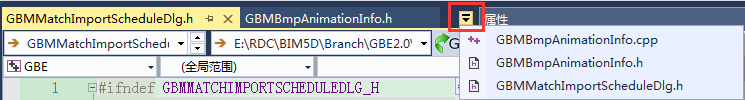 GBMMatchImportScheduleDlg.h
GBMBmpAnimationInfo.h
属性
GBMMatchImportSchedu
E:\RDC\BIM5D\Branch\GBE2.0\
G
GBMBmpAnimationInfo.cpp
GBMBmpAnimationInfo.h
GBMMatchImportScheduleDlg.h
GBE
(全局范围)
1
#ifndef GBMMATCHIMPORTSCHEDULEDLG_H